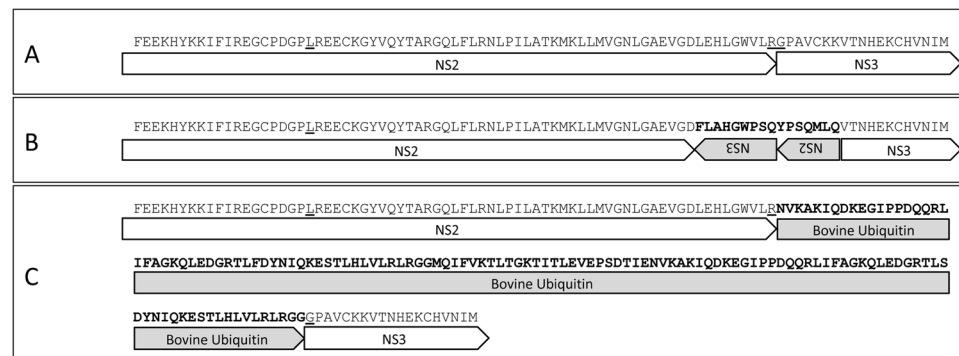 A
FEEKHYKKIFIREGCPDGPLREECKGYVQYTARGQLFLRNLPILATKMKLLMVGNLGAEVGDLEHLGWVLRGPAVCKKVTNHEKCHVNIM
NS2 NS3
B
FEEKHYKKIFIREGCPDGPLREECKGYVQYTARGQLFLRNLPILATKMKLLMVGNLGAEVGDFLAHGWPSQYPSQMLQVTNHEKCHVNIM
NS2 NS3 NS2 NS3
C
FEEKHYKKIFIREGCPDGPLREECKGYVQYTARGQLFLRNLPILATKMKLLMVGNLGAEVGDLEHLGWVLRNVKAKIQDKEGIPPDQQRL
NS2 Bovine Ubiquitin
IFAGKQLEDGRTLFDYNIQKESTLHLVLRLRGGMQIFVKTLTGKTITLEVEPSDTIENVKAKIQDKEGIPPDQQRLIFAGKQLEDGRTLS
Bovine Ubiquitin
DYNIQKESTLHLVLRLRGGGPAVCKKVTNHEKCHVNIM
Bovine Ubiquitin NS3